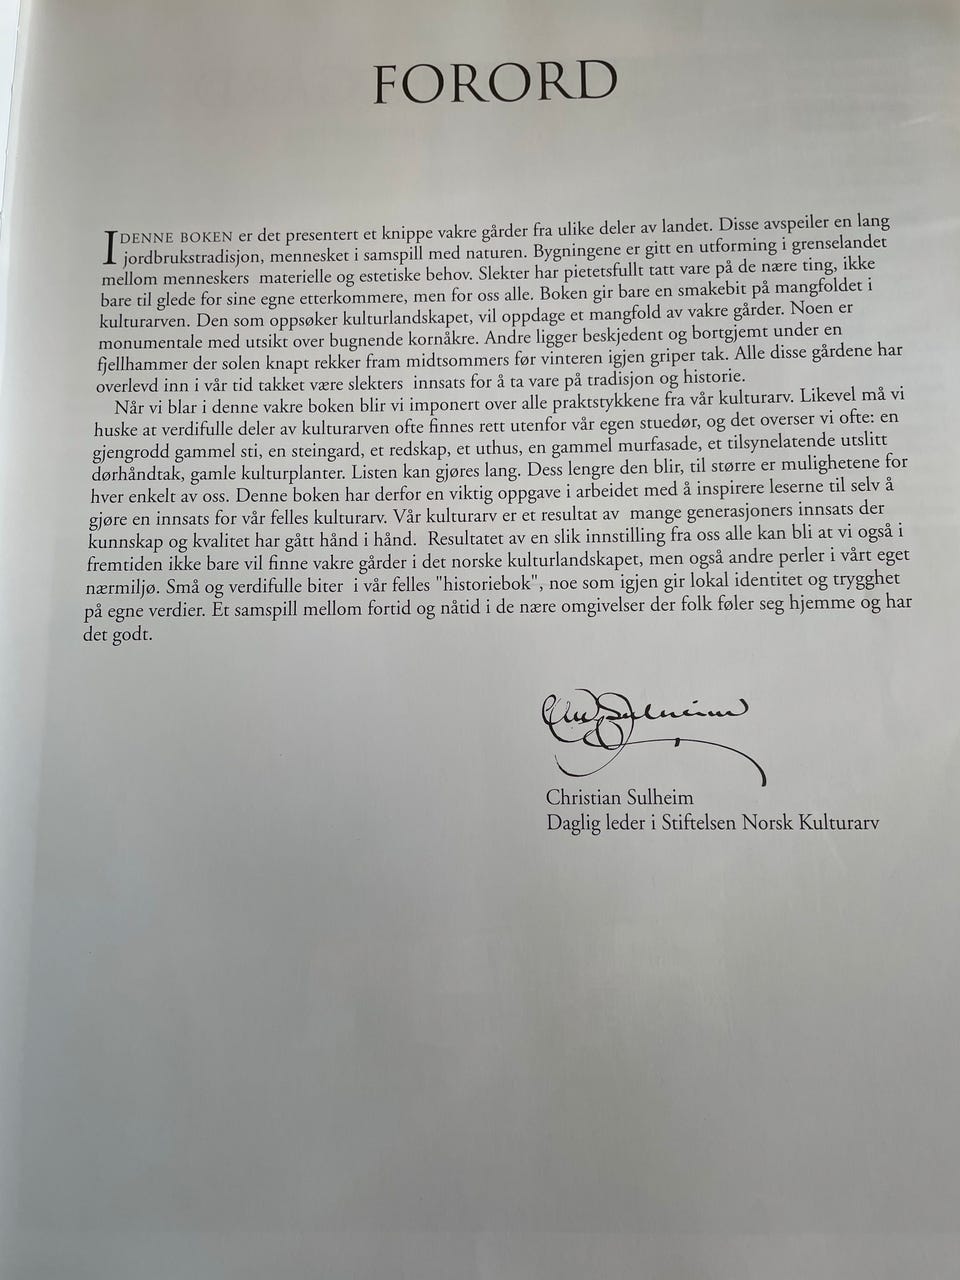 FORORD
I DENNE BOKEN er det presentert et knippe vakre gårder fra ulike deler av landet. Disse avspeiler en lang
jordbrukstradisjon, mennesket i samspill med naturen. Bygningene er gitt en utforming i grenselandet
mellom menneskers materielle og estetiske behov. Slekter har pietetsfullt tatt vare på de nære ting, ikke
bare til glede for sine egne etterkommere, men for oss alle. Boken gir bare en smakebit på mangfoldet i
kulturarven. Den som oppsøker kulturlandskapet, vil oppdage et mangfold av vakre gårder. Noen er
monumentale med utsikt over bugnende kornåkre. Andre ligger beskjedent og bortgjemt under en
fjellhammer der solen knapt rekker fram midtsommers før vinteren igjen griper tak. Alle disse gårdene har
overlevd inn i vår tid takket være slekters innsats for å ta vare på tradisjon og historie.
Når vi blar i denne vakre boken blir vi imponert over alle praktstykkene fra vår kulturarv. Likevel må vi
huske at verdifulle deler av kulturarven ofte finnes rett utenfor vår egen stuedør, og det overser vi ofte: en
gjengrodd gammel sti, en steingard, et redskap, et uthus, en gammel murfasade, et tilsynelatende utslitt
dørhåndtak, gamle kulturplanter. Listen kan gjøres lang. Dess lengre den blir, til større er mulighetene for
hver enkelt av oss. Denne boken har derfor en viktig oppgave i arbeidet med å inspirere leserne til selv å
gjøre en innsats for vår felles kulturarv. Vår kulturarv er et resultat av mange generasjoners innsats der
kunnskap og kvalitet har gått hånd i hånd. Resultatet av en slik innstilling fra oss alle kan bli at vi også i
fremtiden ikke bare vil finne vakre gårder i det norske kulturlandskapet, men også andre perler i vårt eget
nærmiljø. Små og verdifulle biter i vår felles "historiebok", noe som igjen gir lokal identitet og trygghet
på egne verdier. Et samspill mellom fortid og nåtid i de nære omgivelser der folk føler seg hjemme og har
det godt.
Chr. Sulheim
Christian Sulheim
Daglig leder i Stiftelsen Norsk Kulturarv